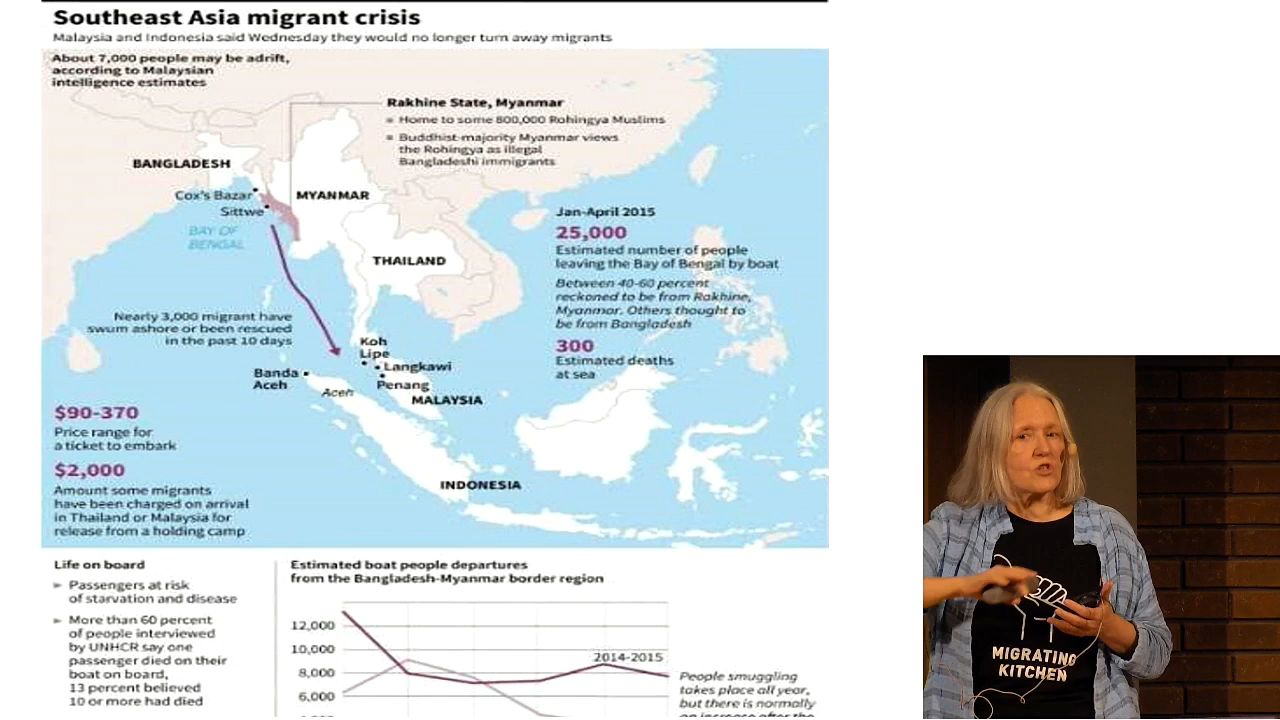 Southeast Asia migrant crisis
Malaysia and Indonesia said Wednesday they would no longer turn away migrants
About 7,000 people may be adrift,
according to Malaysian
intelligence estimates
Rakhine State, Myanmar
Home to some 800,000 Rohingya Muslims
Buddhist-majority Myanmar views
the Rohingya as illegal
Bangladeshi immigrants
BANGLADESH
Cox's Bazar
Sittwe
MYANMAR
BAY OF
BENGAL
THAILAND
Jan-April 2015
25,000
Estimated number of people
leaving the Bay of Bengal by boat
Between 40-60 percent
reckoned to be from Rakhine,
Myanmar. Others thought to
be from Bangladesh
300
Estimated deaths
at sea
Nearly 3,000 migrant have
swum ashore or been rescued
in the past 10 days
Koh
Lipe
Langkawi
Penang
Banda
Aceh
Aceh
MALAYSIA
INDONESIA
$90-370
Price range for
a ticket to embark
$2,000
Amount some migrants
have been charged on arrival
in Thailand or Malaysia for
release from a holding camp
Life on board
Passengers at risk
of starvation and disease
More than 60 percent
of people interviewed
by UNHCR say one
passenger died on their
boat on board,
13 percent believed
10 or more had died
Estimated boat people departures
from the Bangladesh-Myanmar border region
12,000
10,000
8,000
6,000
2014-2015
People smuggling
takes place all year,
but there is normally
an increase after the
MIGRATING
KITCHEN